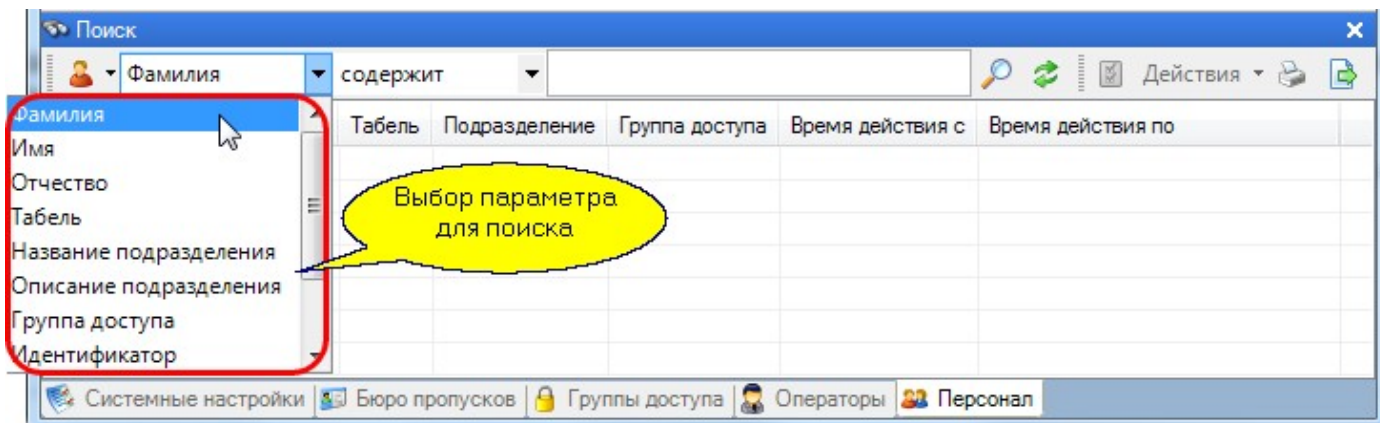 Поиск
Фамилия содержит Действия
Фамилия
Имя
Отчество
Табель
Название подразделения
Описание подразделения
Группа доступа
Идентификатор
Табель Подразделение Группа доступа Время действия с Время действия по
Выбор параметра
для поиска
Системные настройки Бюро пропусков Группы доступа Операторы Персонал